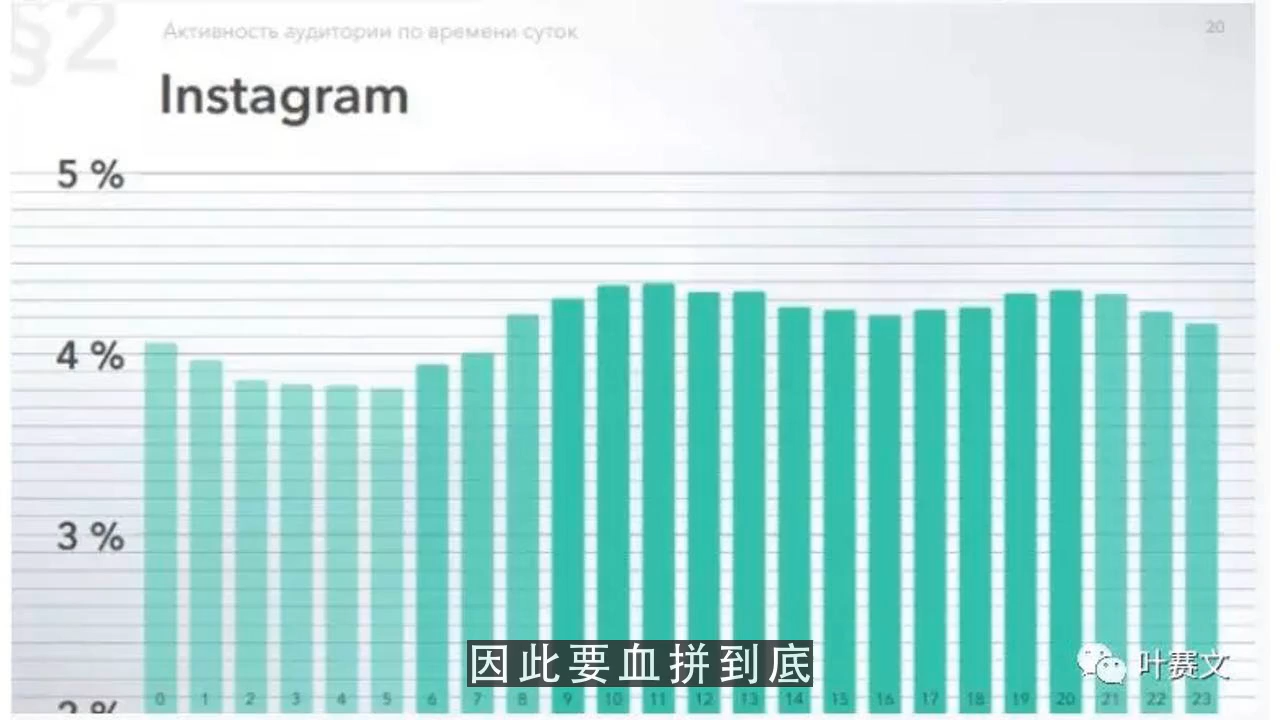 §2
Активность аудитории по времени суток
20
Instagram
5 %
4 %
3 %
2 %
0 1 2 3 4 5 6 7 8 9 10 11 12 13 14 15 16 17 18 19 20 21 22 23
因此要血拼到底
叶赛文